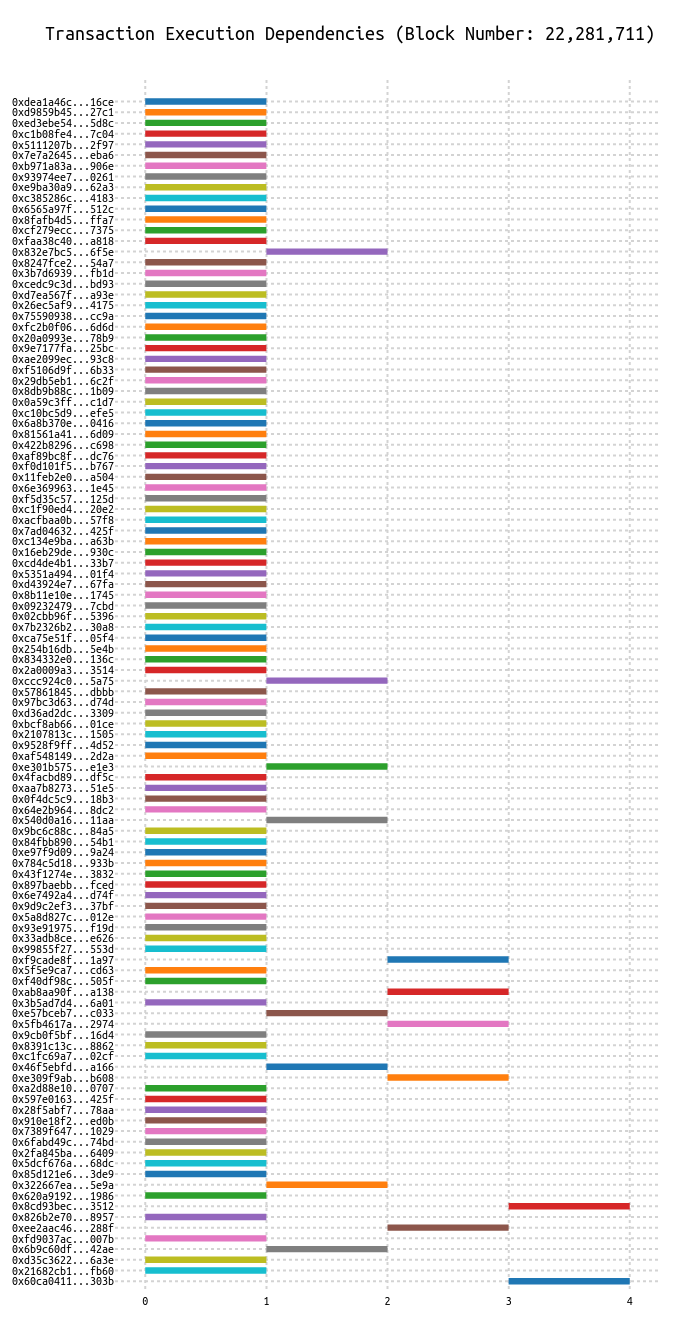 Transaction Execution Dependencies (Block Number: 22,281,711)
0xdea1a46c...16ce
0xd9859b45...27c1
0xed3ebe54...5d8c
0xc1b08fe4...7c04
0x5111207b...2f97
0x7e7a2645...eba6
0xb971a83a...906e
0x93974ee7...0261
0xe9ba30a9...62a3
0xc385286c...4183
0x6565a97f...512c
0x8fafb4d5...ffa7
0xcf279ecc...7375
0xfaa38c40...a818
0x832e7bc5...6f5e
0x8247fce2...54a7
0x3b7d6939...fb1d
0xcedc9c3d...bd93
0xd7ea567f...a93e
0x26ec5af9...4175
0x75590938...cc9a
0xfc2b0f06...6d6d
0x20a0993e...78b9
0x9e7177fa...25bc
0xae2099ec...93c8
0xf5106d9f...6b33
0x29db5eb1...6c2f
0x8db9b88c...1b09
0x0a59c3ff...c1d7
0xc10bc5d9...efe5
0x6a8b370e...0416
0x81561a41...6d09
0x422b8296...c698
0xaf89bc8f...dc76
0xf0d101f5...b767
0x11feb2e0...a504
0x6e369963...1e45
0xf5d35c57...125d
0xc1f90ed4...20e2
0xacfbaa0b...57f8
0x7ad04632...425f
0xc134e9ba...a63b
0x16eb29de...930c
0xcd4de4b1...33b7
0x5351a494...01f4
0xd43924e7...67fa
0x8b11e10e...1745
0x09232479...7cbd
0x02cbb96f...5396
0x7b2326b2...30a8
0xca75e51f...05f4
0x254b16db...5e4b
0x834332e0...136c
0x2a0009a3...3514
0xccc924c0...5a75
0x57861845...dbbb
0x97bc3d63...d74d
0xd36ad2dc...3309
0xbcf8ab66...01ce
0x2107813c...1505
0x9528f9ff...4d52
0xaf548149...2d2a
0xe301b575...e1e3
0x4facbd89...df5c
0xaa7b8273...51e5
0x0f4dc5c9...18b3
0x64e2b964...8dc2
0x540d0a16...11aa
0x9bc6c88c...84a5
0x84fbb890...54b1
0xe97f9d09...9a24
0x784c5d18...933b
0x43f1274e...3832
0x897baebb...fced
0x6e7492a4...d74f
0x9d9c2ef3...37bf
0x5a8d827c...012e
0x93e91975...f19d
0x33adb8ce...e626
0x99855f27...553d
0xf9cade8f...1a97
0x5f5e9ca7...cd63
0xf40df98c...505f
0xab8aa90f...a138
0x3b5ad7d4...6a01
0xe57bceb7...c033
0x5fb4617a...2974
0x9cb0f5bf...16d4
0x8391c13c...8862
0xc1fc69a7...02cf
0x46f5ebfd...a166
0xe309f9ab...b608
0xa2d88e10...0707
0x597e0163...425f
0x28f5abf7...78aa
0x910e18f2...ed0b
0x7389f647...1029
0x6fabd49c...74bd
0x2fa845ba...6409
0x5dcf676a...68dc
0x85d121e6...3de9
0x322667ea...5e9a
0x620a9192...1986
0x8cd93bec...3512
0x826b2e70...8957
0xee2aac46...288f
0xfd9037ac...007b
0x6b9c60df...42ae
0xd35c3622...6a3e
0x21682cb1...fb60
0x60ca0411...303b
0 1 2 3 4